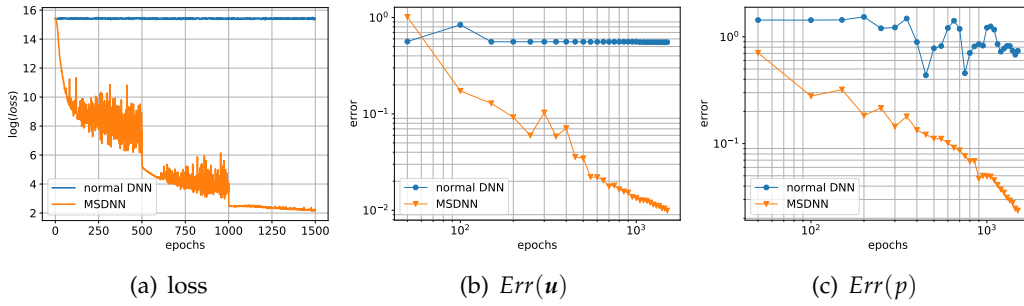 16
14
12
10
8
6
4
2
log(loss)
normal DNN
MSDNN
0 250 500 750 1000 1250 1500
epochs
(a) loss
10⁰
10⁻¹
10⁻²
error
normal DNN
MSDNN
10² 10³
epochs
(b) Err(u)
10⁰
10⁻¹
error
normal DNN
MSDNN
10² 10³
epochs
(c) Err(p)